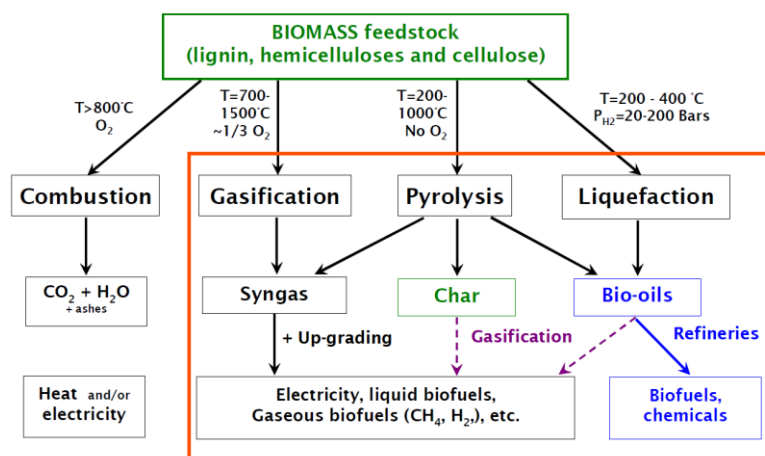 BIOMASS feedstock
(lignin, hemicelluloses and cellulose)
T>800°C
O₂
T=700-
1500°C
~1/3 O₂
T=200-
1000°C
No O₂
T=200 - 400 °C
P_H2=20-200 Bars
Combustion
Gasification
Pyrolysis
Liquefaction
CO₂ + H₂O
+ ashes
Syngas
Char
Bio-oils
+ Up-grading
Gasification
Refineries
Heat and/or
electricity
Electricity, liquid biofuels,
Gaseous biofuels (CH₄, H₂,), etc.
Biofuels,
chemicals